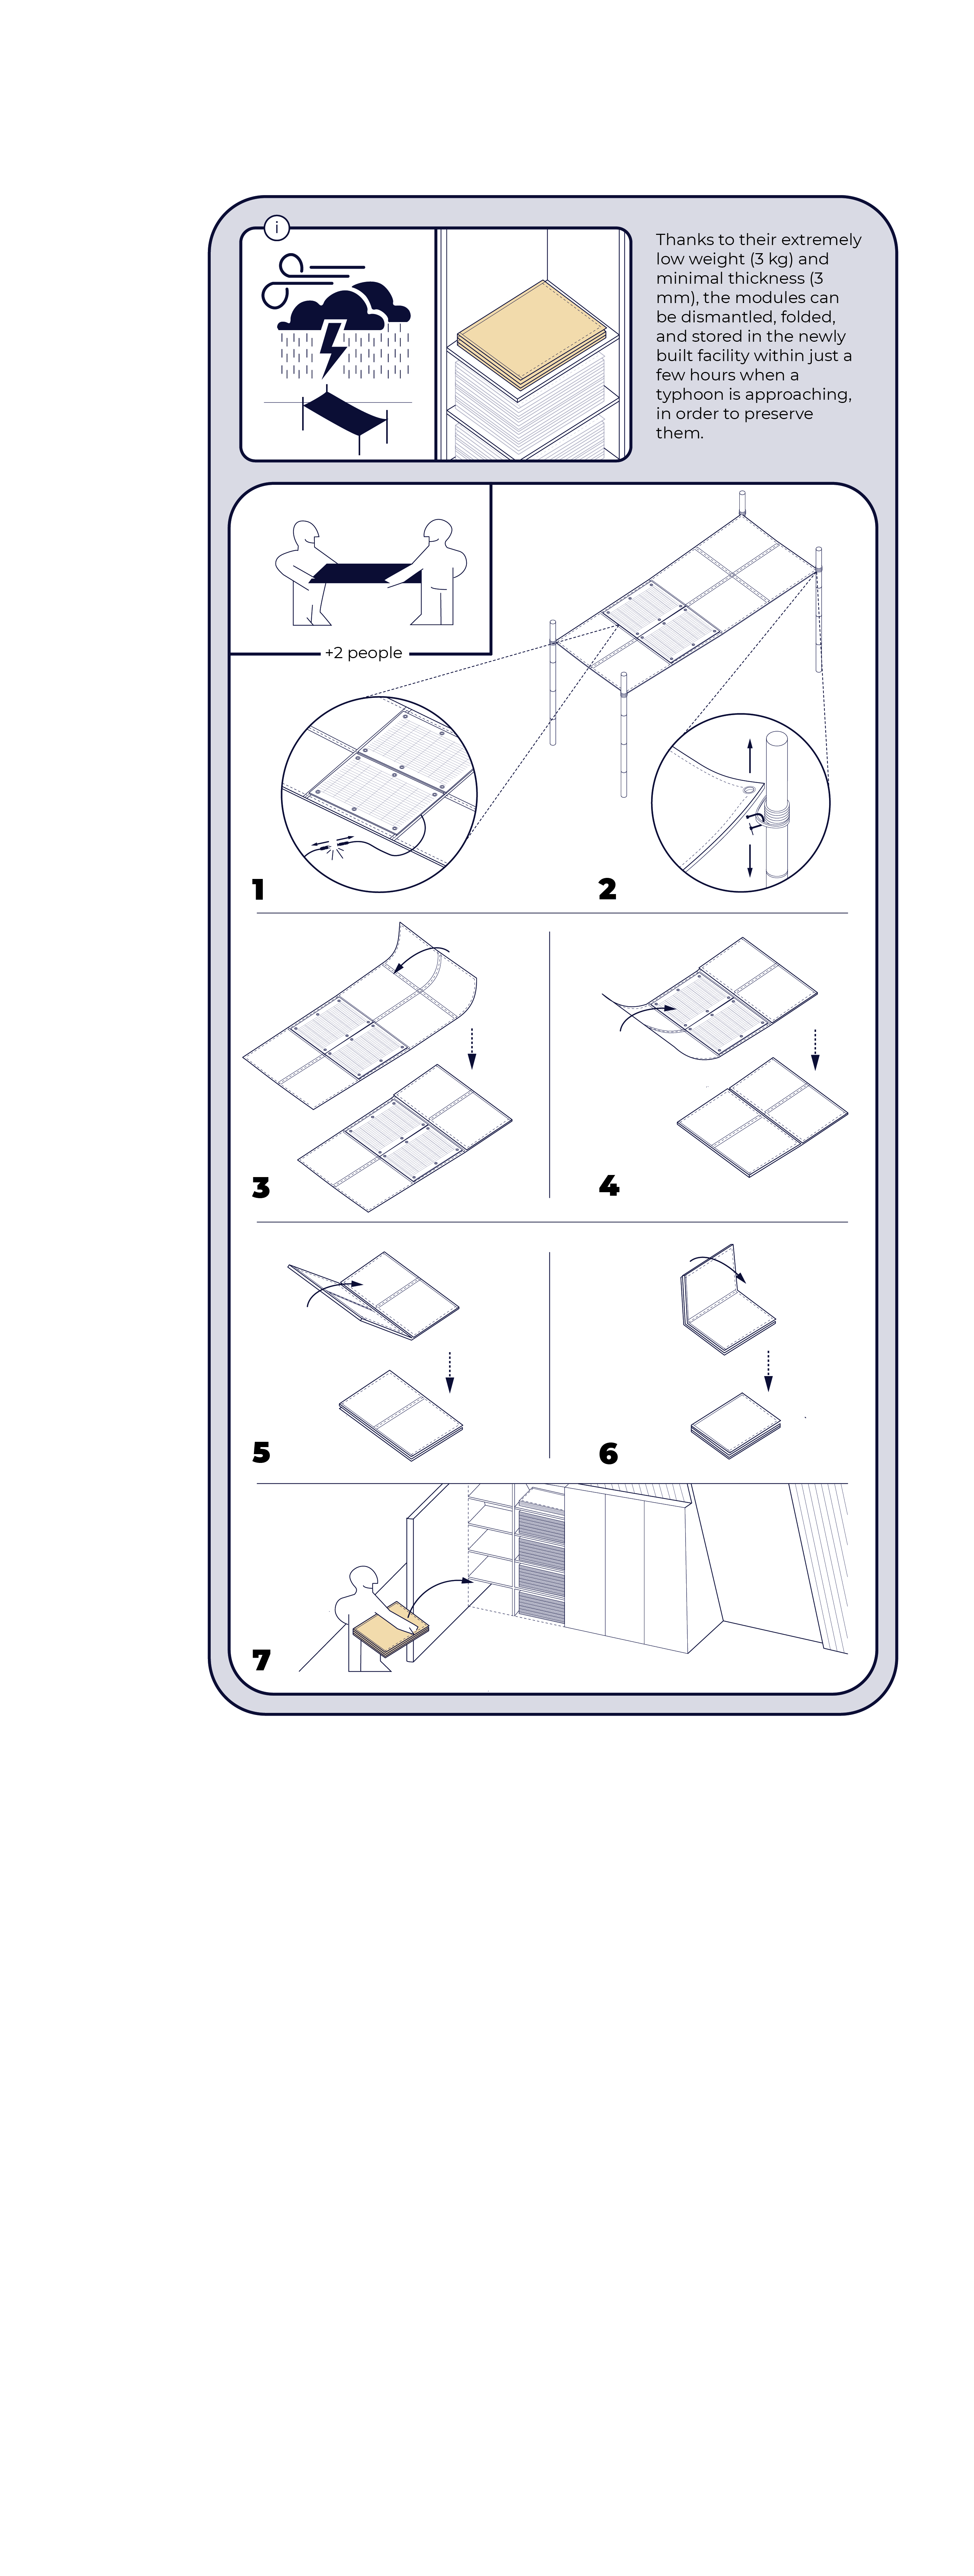 i
Thanks to their extremely
low weight (3 kg) and
minimal thickness (3
mm), the modules can
be dismantled, folded,
and stored in the newly
built facility within just a
few hours when a
typhoon is approaching,
in order to preserve
them.
+2 people
1
2
3
4
5
6
7